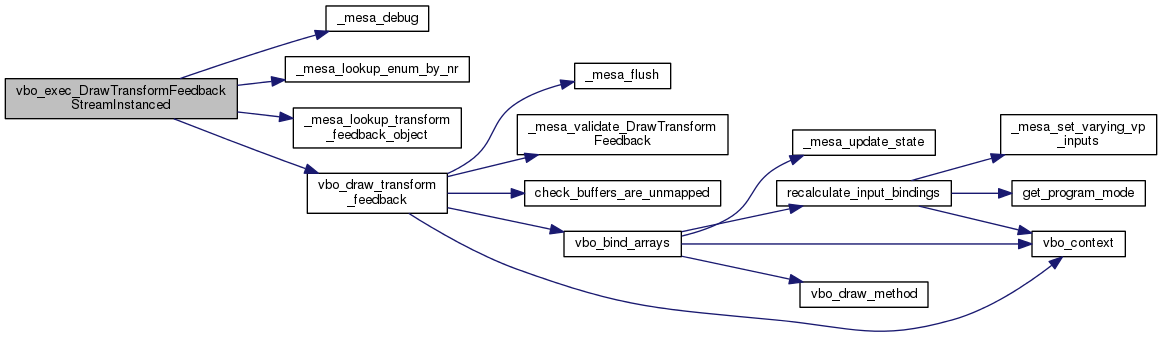 vbo_exec_DrawTransformFeedback
StreamInstanced
_mesa_debug
_mesa_lookup_enum_by_nr
_mesa_lookup_transform
_feedback_object
vbo_draw_transform
_feedback
_mesa_flush
_mesa_validate_DrawTransform
Feedback
check_buffers_are_unmapped
vbo_bind_arrays
_mesa_update_state
recalculate_input_bindings
vbo_draw_method
_mesa_set_varying_vp
_inputs
get_program_mode
vbo_context